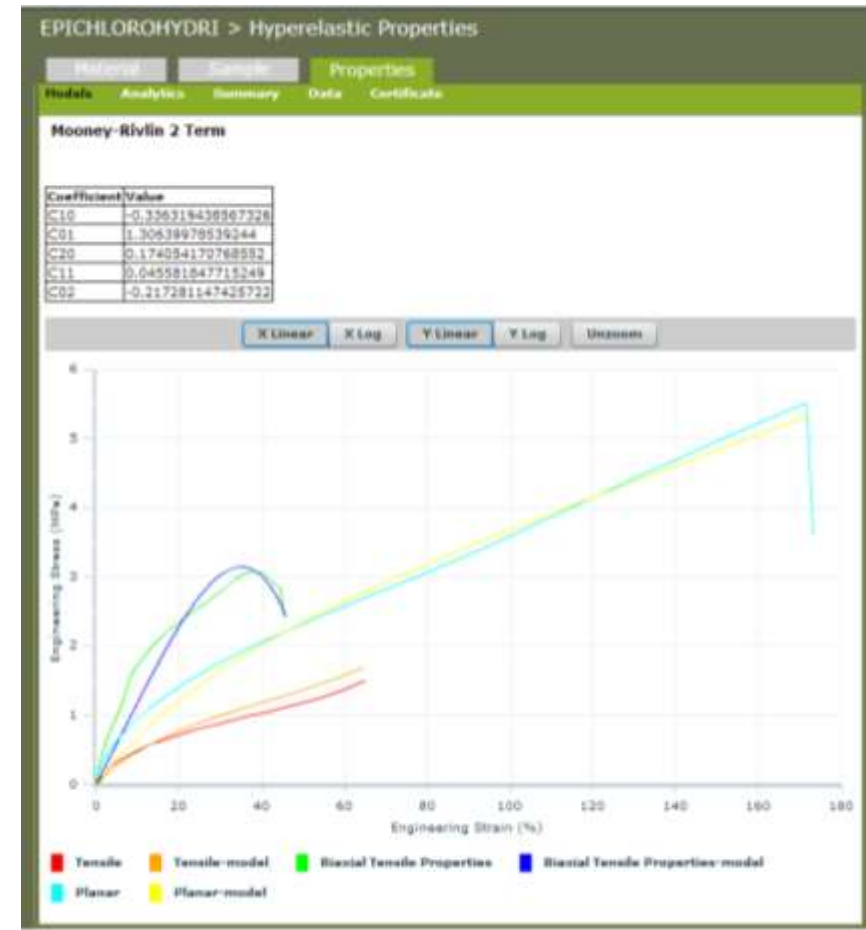 EPICHLOROHYDRI > Hyperelastic Properties
Material Sample Properties
Models Analytics Summary Data Certificate
Mooney-Rivlin 2 Term
Coefficient Value
C10 -0.336319438567326
C01 1.30639978539244
C20 0.174054170768552
C11 0.045581847715249
C02 -0.217281147425722
X Linear X Log Y Linear Y Log Unzoom
6
5
4
3
2
1
0
Engineering Stress (MPa)
0 20 40 60 80 100 120 140 160 180
Engineering Strain (%)
Tensile Tensile-model Biaxial Tensile Properties Biaxial Tensile Properties-model
Planar Planar-model